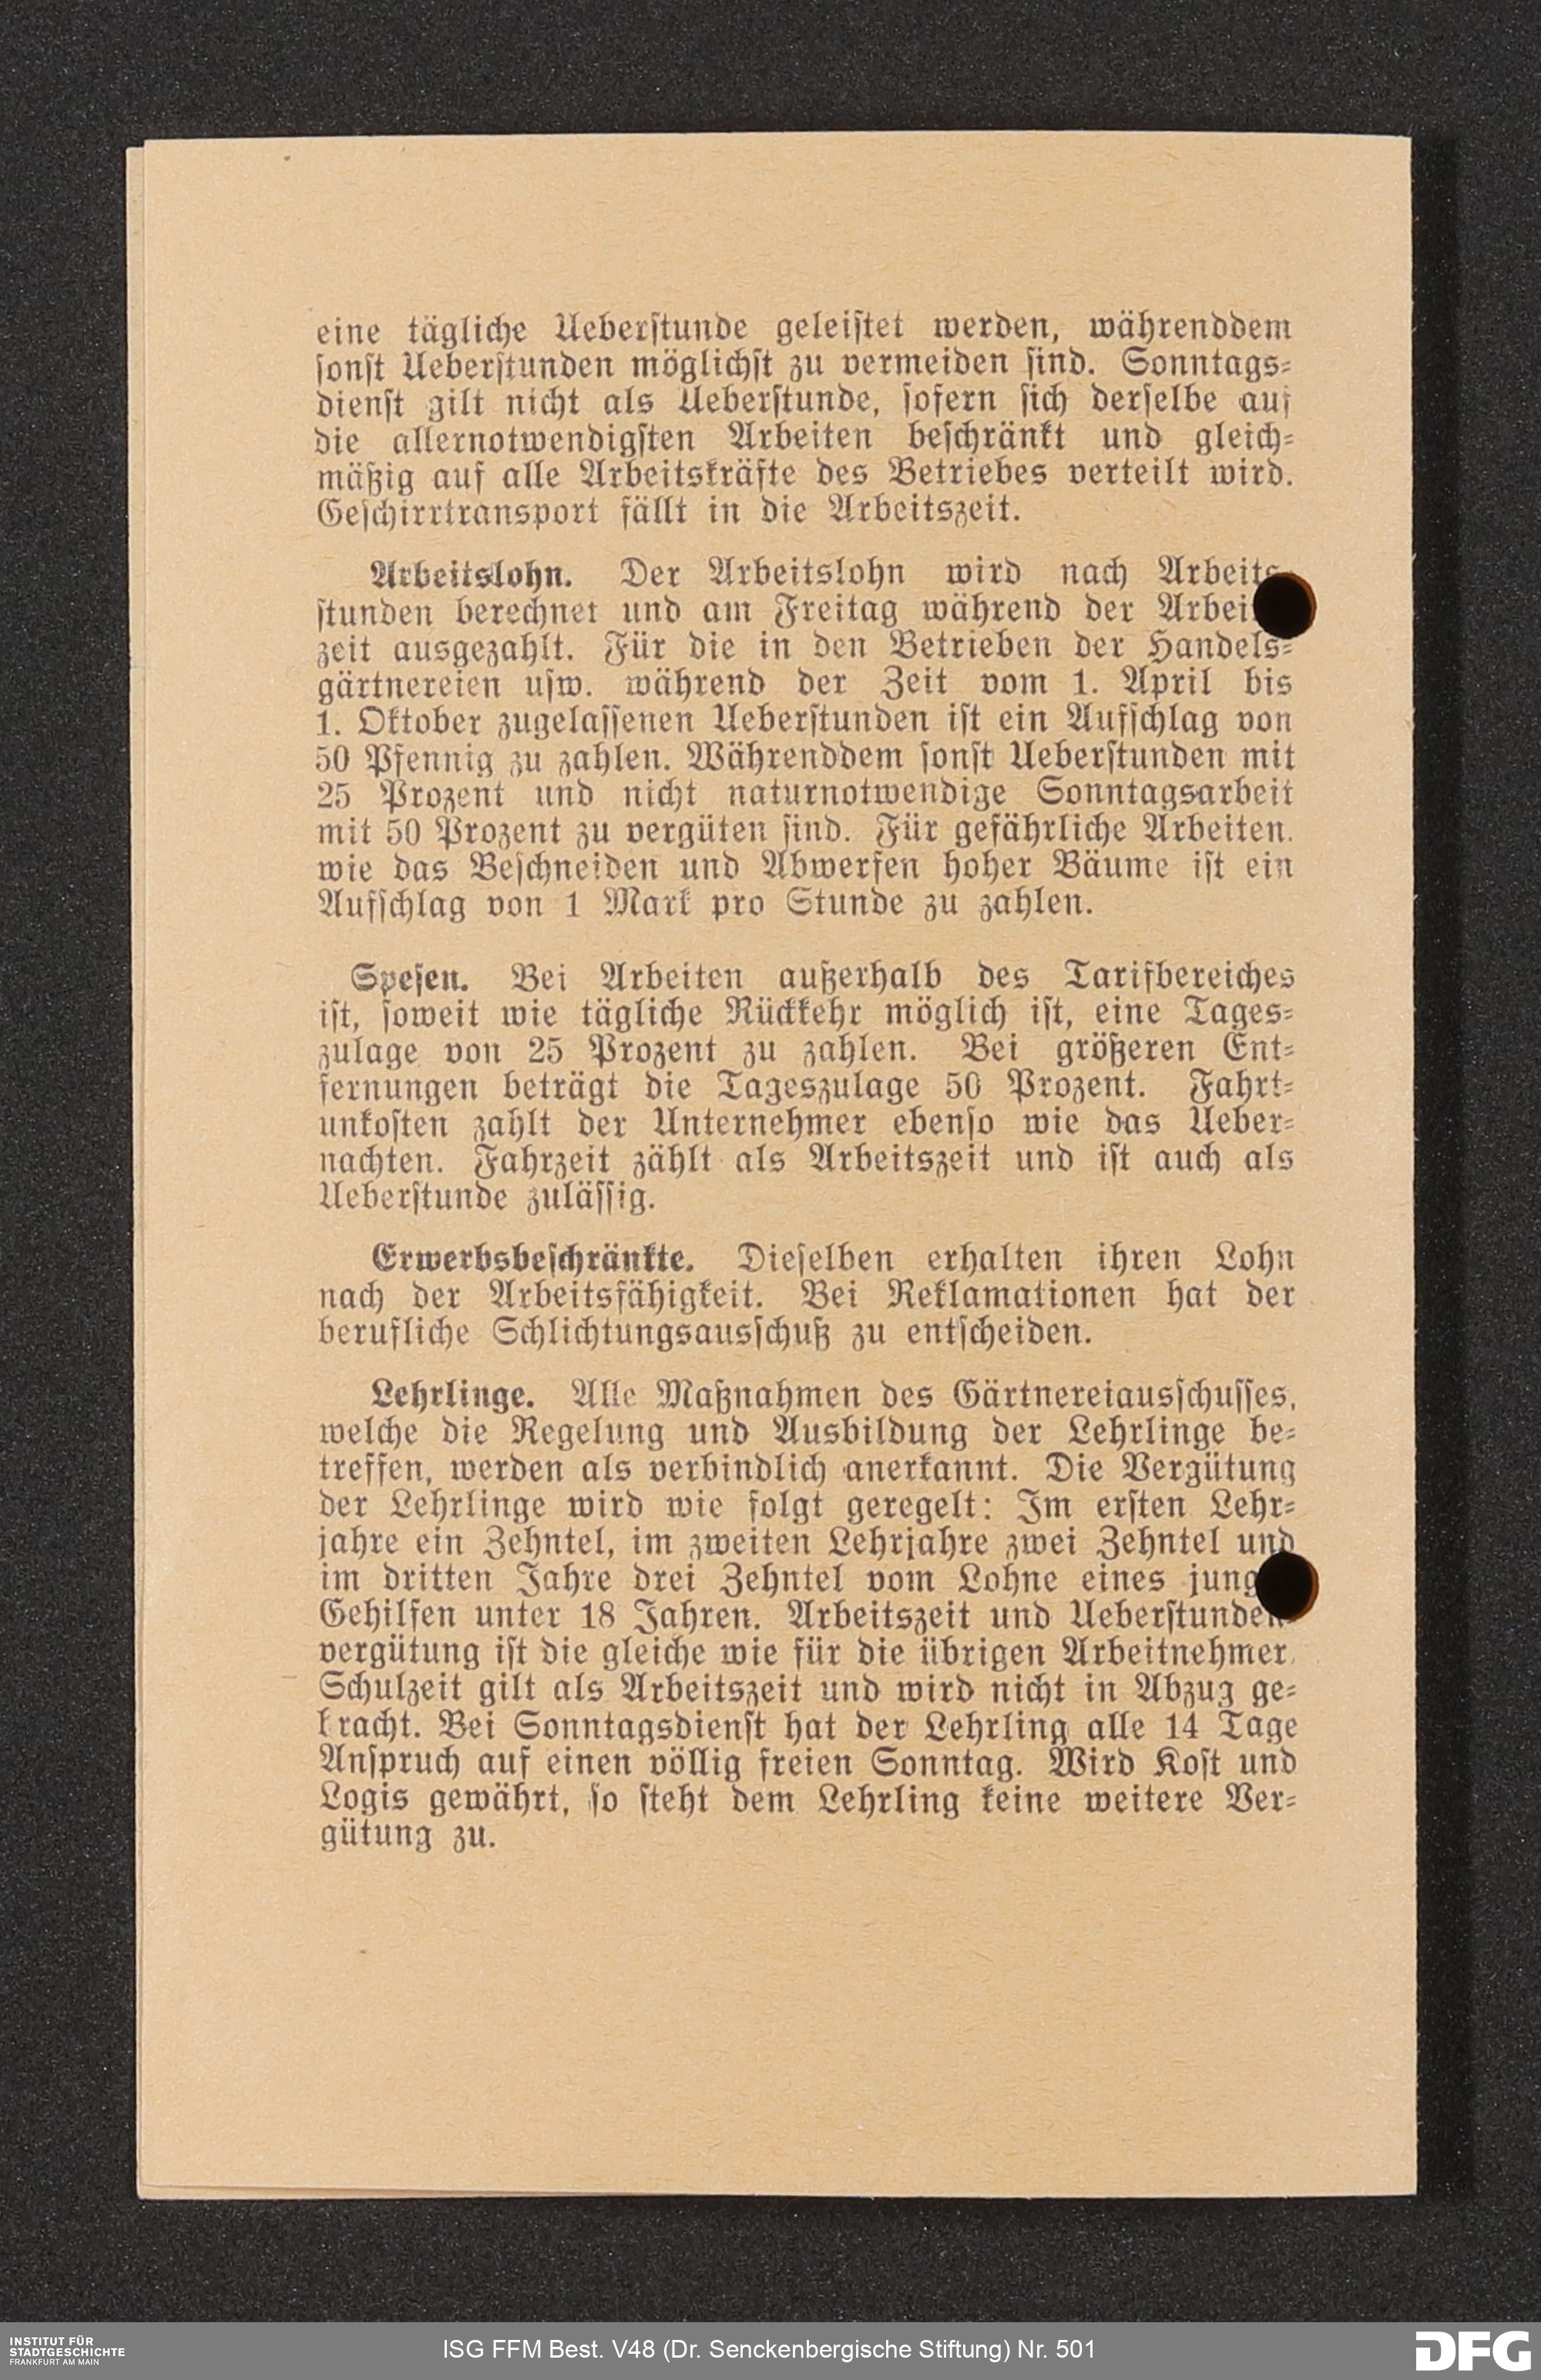 eine tägliche Ueberstunde geleistet werden, währenddem
sonst Ueberstunden möglichst zu vermeiden sind. Sonntags-
dienst gilt nicht als Ueberstunde, sofern sich derselbe auf
die allernotwendigsten Arbeiten beschränkt und gleich-
mäßig auf alle Arbeitskräfte des Betriebes verteilt wird.
Geschirrtransport fällt in die Arbeitszeit.
Arbeitslohn. Der Arbeitslohn wird nach Arbeits-
stunden berechnet und am Freitag während der
zeit ausgezahlt. Für die in den Betrieben der Handels-
gärtnereien usw. während der Zeit vom 1. April bis
1. Oktober zugelassenen Ueberstunden ist ein Aufschlag von
50 Pfennig zu zahlen. Währenddem sonst Ueberstunden mit
25 Prozent und nicht naturnotwendige Sonntagsarbeit
mit 50 Prozent zu vergüten sind. Für gefährliche Arbeiten.
wie das Beschneiden und Abwerfen hoher Bäume ist ein
Aufschlag von 1 Mark pro Stunde zu zahlen.
Spesen. Bei Arbeiten außerhalb des Tarifbereiches
ist, soweit wie tägliche Rückkehr möglich ist, eine Tages-
zulage von 25 Prozent zu zahlen. Bei größeren Ent-
fernungen beträgt die Tageszulage 50 Prozent. Fahrt-
unkosten zahlt der Unternehmer ebenso wie das Ueber-
nachten. Fahrzeit zählt als Arbeitszeit und ist auch als
Ueberstunde zulässig.
Erwerbsbeschränkte. Dieselben erhalten ihren Lohn
nach der Arbeitsfähigkeit. Bei Reklamationen hat der
berufliche Schlichtungsausschuß zu entscheiden.
Lehrlinge. Alle Maßnahmen des Gärtnereiausschusses,
welche die Regelung und Ausbildung der Lehrlinge be-
treffen, werden als verbindlich anerkannt. Die Vergütung
der Lehrlinge wird wie folgt geregelt: Im ersten Lehr-
jahre ein Zehntel, im zweiten Lehrjahre zwei Zehntel und
im dritten Jahre drei Zehntel vom Lohne eines
Gehilfen unter 18 Jahren. Arbeitszeit und Ueberstunden-
vergütung ist die gleiche wie für die übrigen Arbeitnehmer.
Schulzeit gilt als Arbeitszeit und wird nicht in Abzug ge-
bracht. Bei Sonntagsdienst hat der Lehrling alle 14 Tage
Anspruch auf einen völlig freien Sonntag. Wird Kost und
Logis gewährt, so steht dem Lehrling keine weitere Ver-
gütung zu.
INSTITUT FÜR
STADTGESCHICHTE
FRANKFURT AM MAIN
ISG FFM Best. V48 (Dr. Senckenbergische Stiftung) Nr. 501
DFG